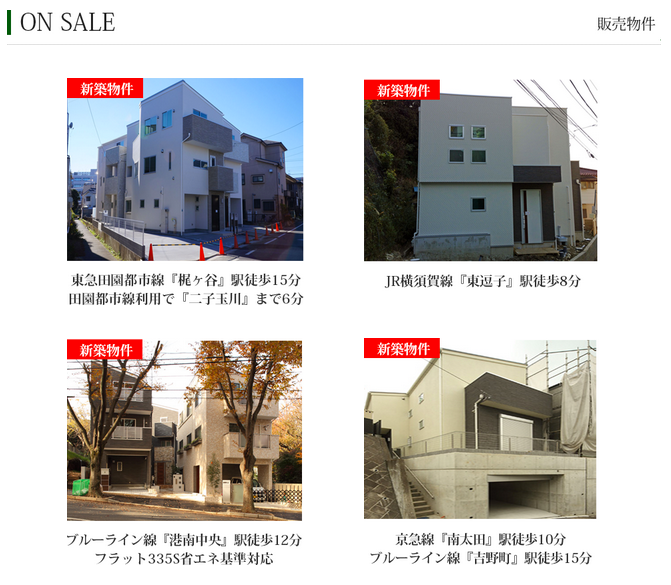 ON SALE
販売物件
新築物件
新築物件
東急田園都市線『梶ヶ谷』駅徒歩15分
田園都市線利用で『二子玉川』まで6分
JR横須賀線『東逗子』駅徒歩8分
新築物件
新築物件
ブルーライン線『港南中央』駅徒歩12分
フラット335S省エネ基準対応
京急線『南太田』駅徒歩10分
ブルーライン線『吉野町』駅徒歩15分